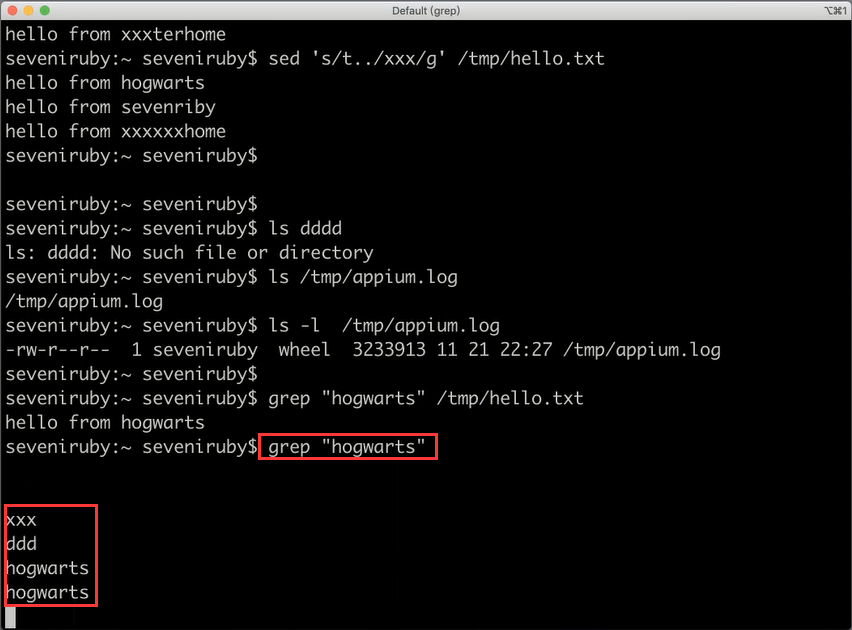 Default (grep)
⌥⌘1
hello from xxxterhome
seveniruby:~ seveniruby$ sed 's/t../xxx/g' /tmp/hello.txt
hello from hogwarts
hello from sevenriby
hello from xxxxxxhome
seveniruby:~ seveniruby$
seveniruby:~ seveniruby$
seveniruby:~ seveniruby$ ls dddd
ls: dddd: No such file or directory
seveniruby:~ seveniruby$ ls /tmp/appium.log
/tmp/appium.log
seveniruby:~ seveniruby$ ls -l  /tmp/appium.log
-rw-r--r--  1 seveniruby  wheel  3233913 11 21 22:27 /tmp/appium.log
seveniruby:~ seveniruby$
seveniruby:~ seveniruby$ grep "hogwarts" /tmp/hello.txt
hello from hogwarts
seveniruby:~ seveniruby$ grep "hogwarts"
xxx
ddd
hogwarts
hogwarts